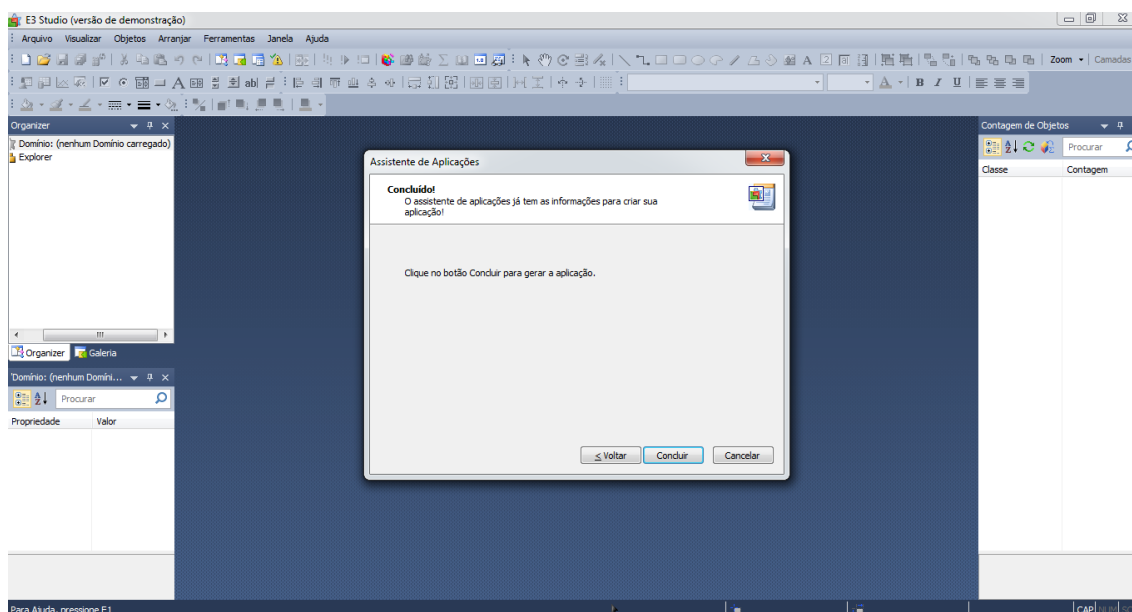 E3 Studio (versão de demonstração)
Arquivo Visualizar Objetos Arranjar Ferramentas Janela Ajuda
Zoom Camadas
Organizer
Domínio: (nenhum Domínio carregado)
Explorer
Organizer Galeria
'Domínio: (nenhum Domíni...
Procurar
Propriedade Valor
Assistente de Aplicações
Concluído!
O assistente de aplicações já tem as informações para criar sua
aplicação!
Clique no botão Concluir para gerar a aplicação.
< Voltar Concluir Cancelar
Contagem de Objetos
Procurar
Classe Contagem
Para Ajuda, pressione F1
CAP NUM